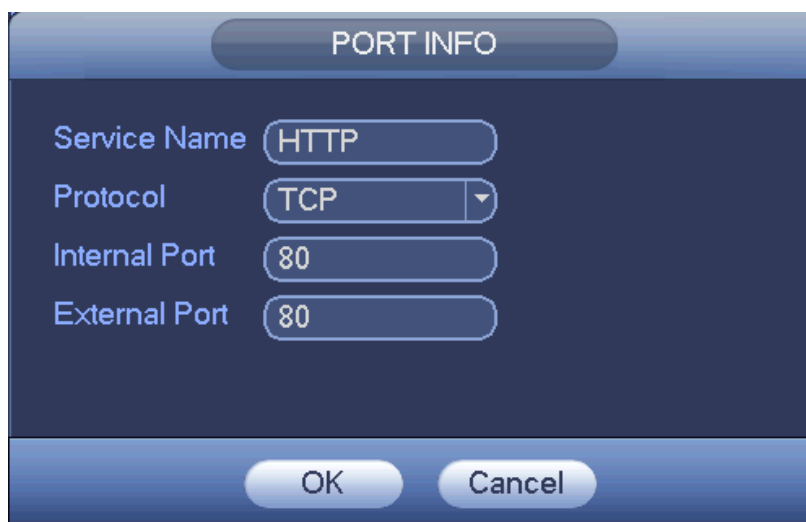 PORT INFO
Service Name HTTP
Protocol TCP
Internal Port 80
External Port 80
OK Cancel